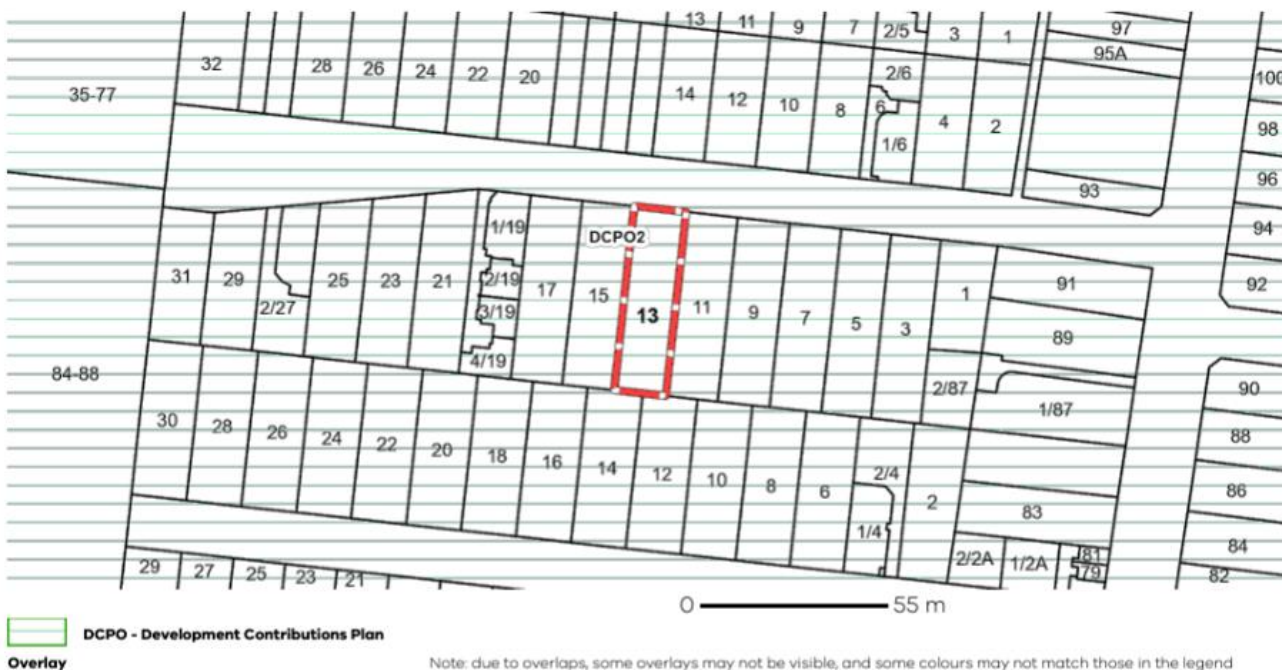 13 11 9 7 2/5 3 1 97
95A
32 28 26 24 22 20 2/6 100
35-77 14 12 10 8 6 4 2 98
1/6
96
93
94
1/19
DCPO2
31 29 25 23 21 2/19 17 15 13 11 9 7 5 3 1 91 92
2/27 3/19 89
4/19
84-88 2/87 1/87 90
30 28 26 24 22 20 18 16 14 12 10 8 6 2/4 2 88
86
83
1/4
84
29 27 25 23 21 2/2A 1/2A 81
79 82
0 55 m
DCPO - Development Contributions Plan
Overlay Note: due to overlaps, some overlays may not be visible, and some colours may not match those in the legend